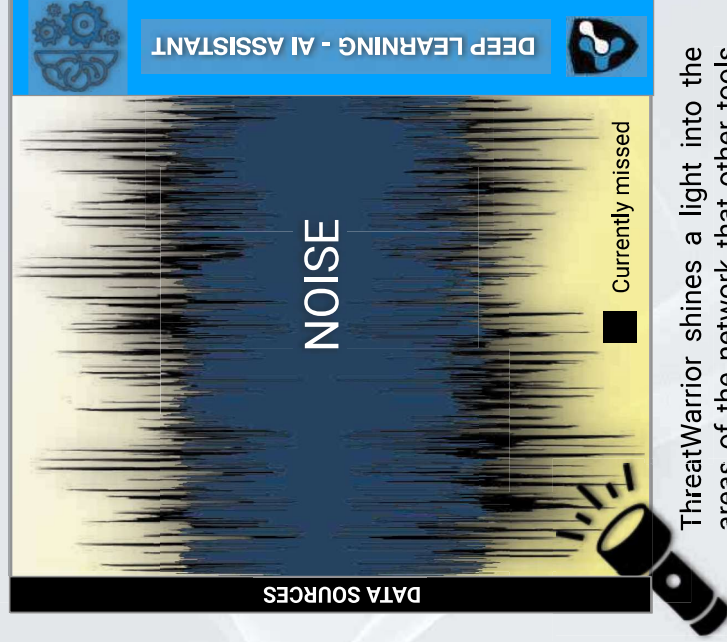 DEEP LEARNING - AI ASSISTANT
NOISE
Currently missed
DATA SOURCES
ThreatWarrior shines a light into the
areas of the network that other tools